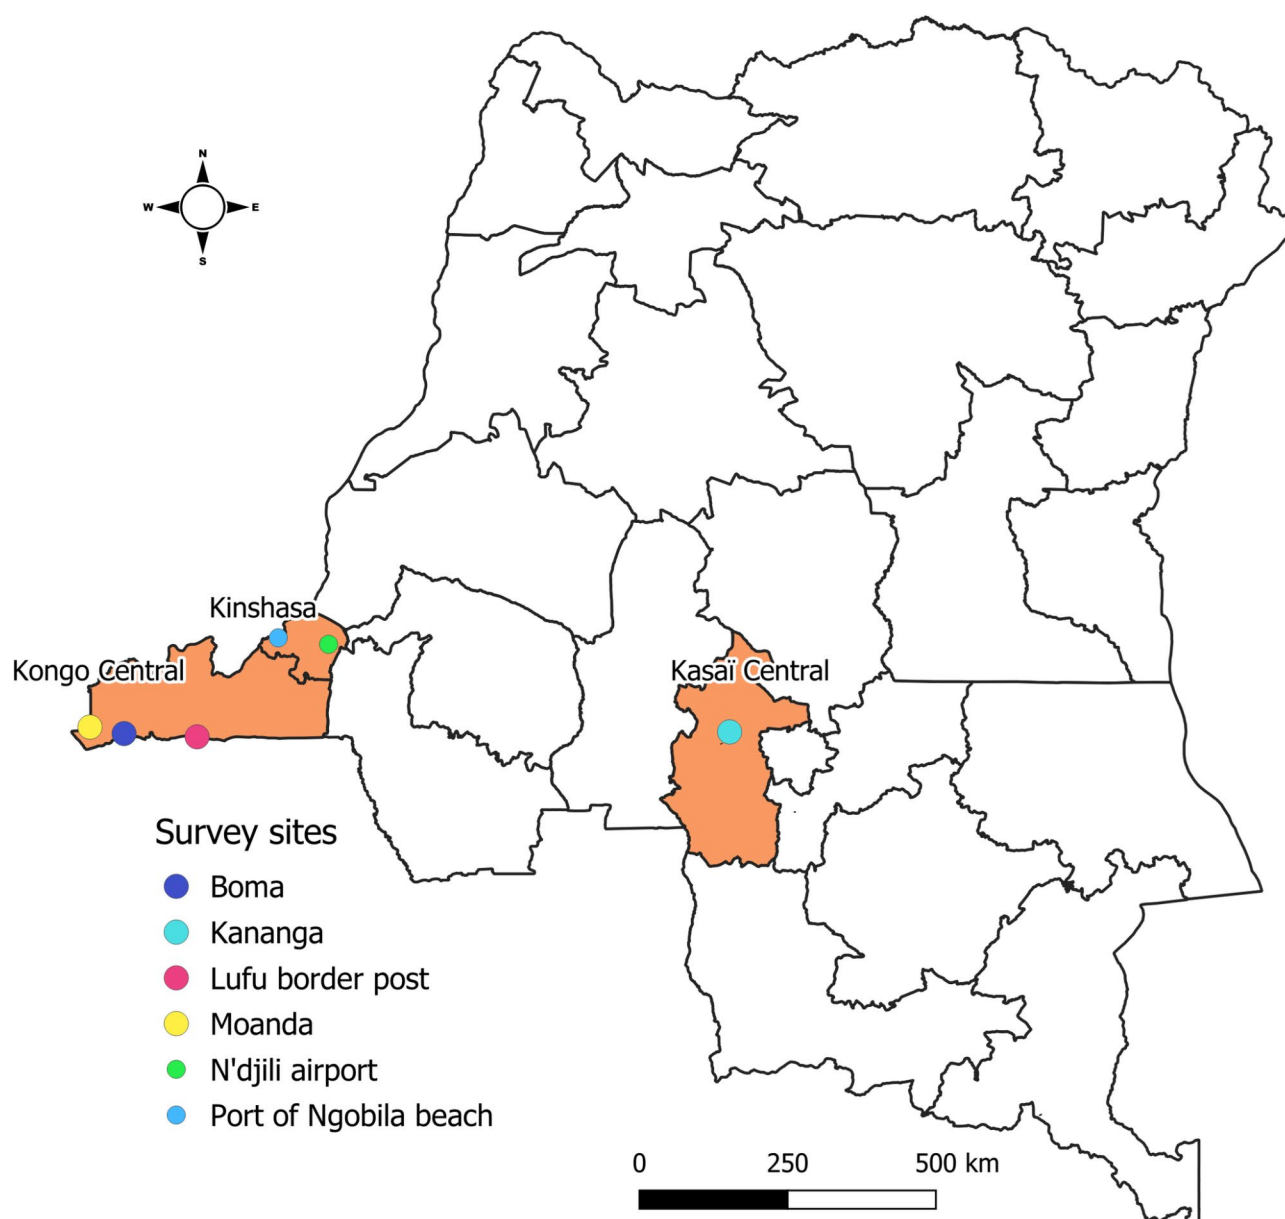 N
W E
S
Kinshasa
Kongo Central
Kasaï Central
Survey sites
Boma
Kananga
Lufu border post
Moanda
N'djili airport
Port of Ngobila beach
0 250 500 km